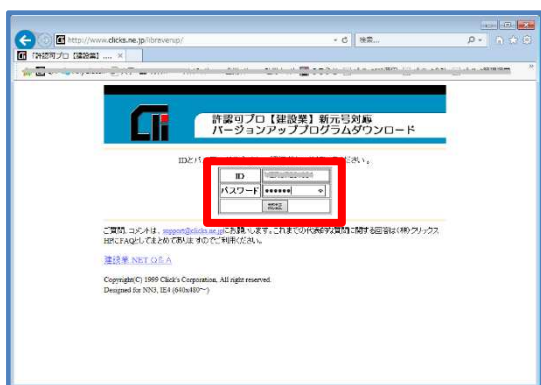 http://www.clicks.ne.jp/libreverup/
検索...
許認可プロ【建設業】 .... ×
許認可プロ【建設業】新元号対応
バージョンアッププログラムダウンロード
ID
パスワード
ご質問、コメントは、support@clicks.ne.jpにお願いします。これまでの代表的な質問に関する回答は(株)クリックス
HPにFAQとしてまとめてありますのでご利用ください。
建設業.NET Q&A
Copyright(C) 1999 Click's Corporation, All right reserved.
Designed for NN3, IE4 (640x480～)